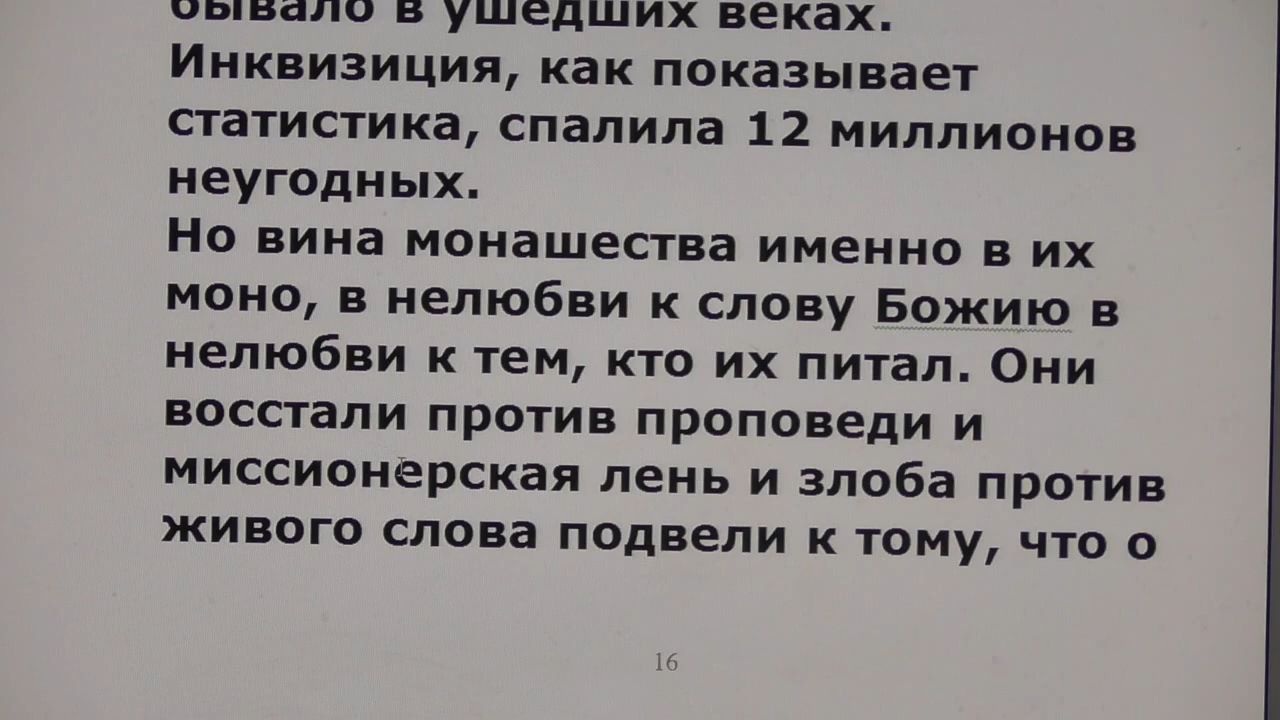 бывало в ушедших веках.
Инквизиция, как показывает
статистика, спалила 12 миллионов
неугодных.
Но вина монашества именно в их
моно, в нелюбви к слову Божию в
нелюбви к тем, кто их питал. Они
восстали против проповеди и
миссионерская лень и злоба против
живого слова подвели к тому, что о
16